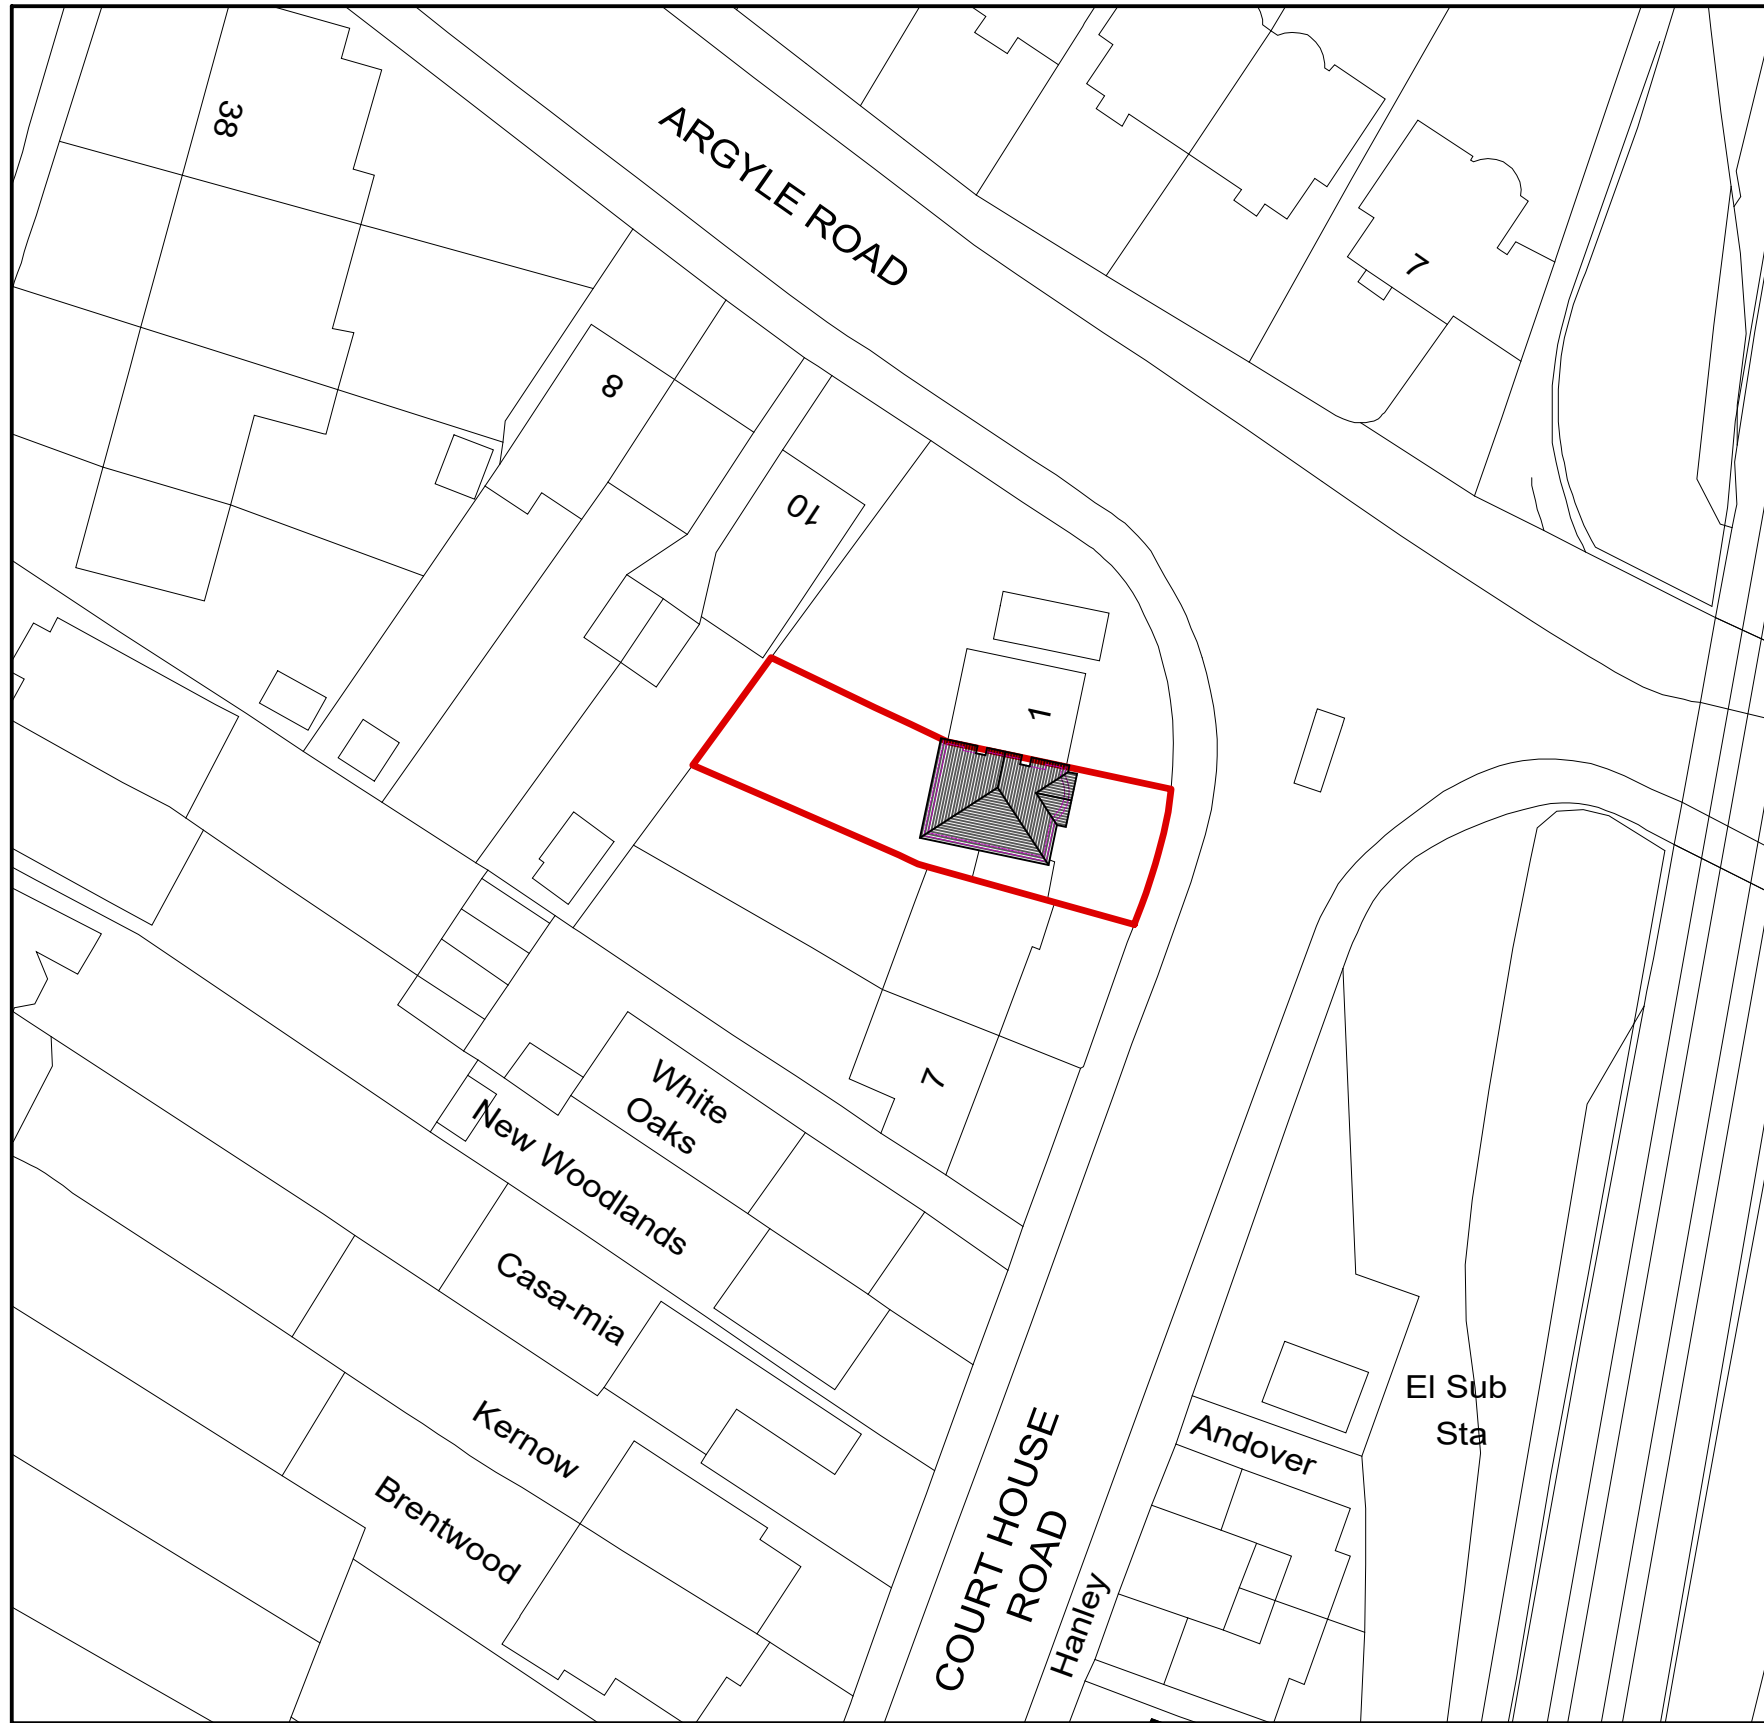 38
ARGYLE ROAD
7
8
10
1
7
White
Oaks
New Woodlands
Casa-mia
Kernow
Brentwood
COURT HOUSE
ROAD
Hanley
Andover
El Sub
Sta